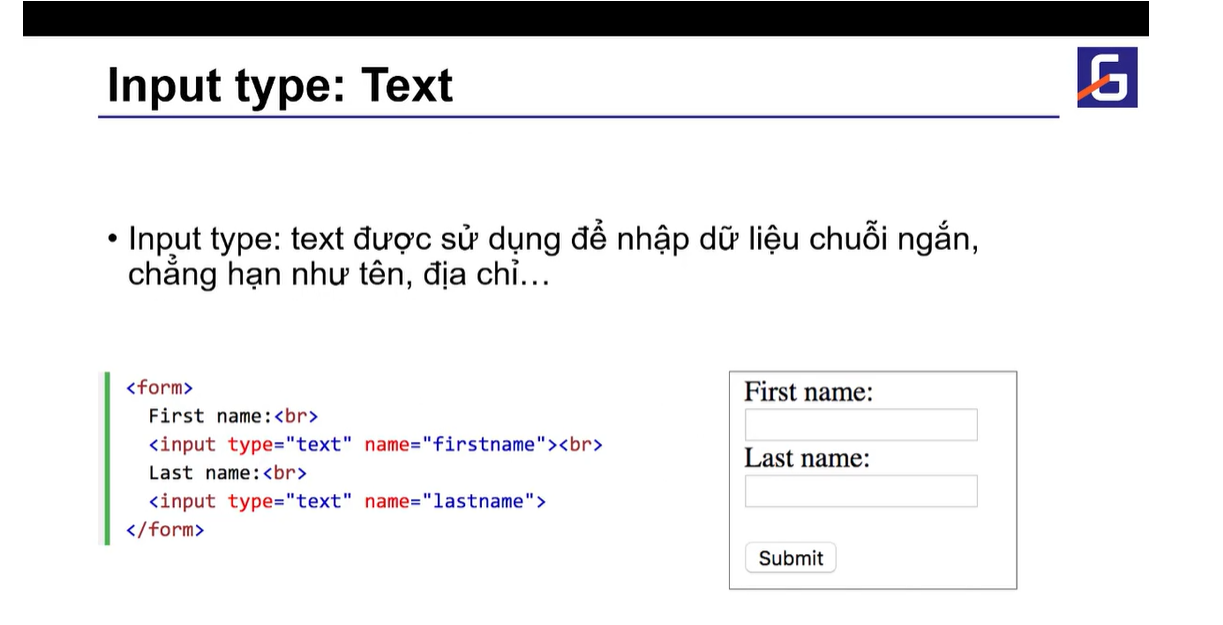 Input type: Text
• Input type: text được sử dụng để nhập dữ liệu chuỗi ngắn,
chẳng hạn như tên, địa chỉ…
<form>
First name:<br>
<input type="text" name="firstname"><br>
Last name:<br>
<input type="text" name="lastname">
</form>
First name:
Last name:
Submit